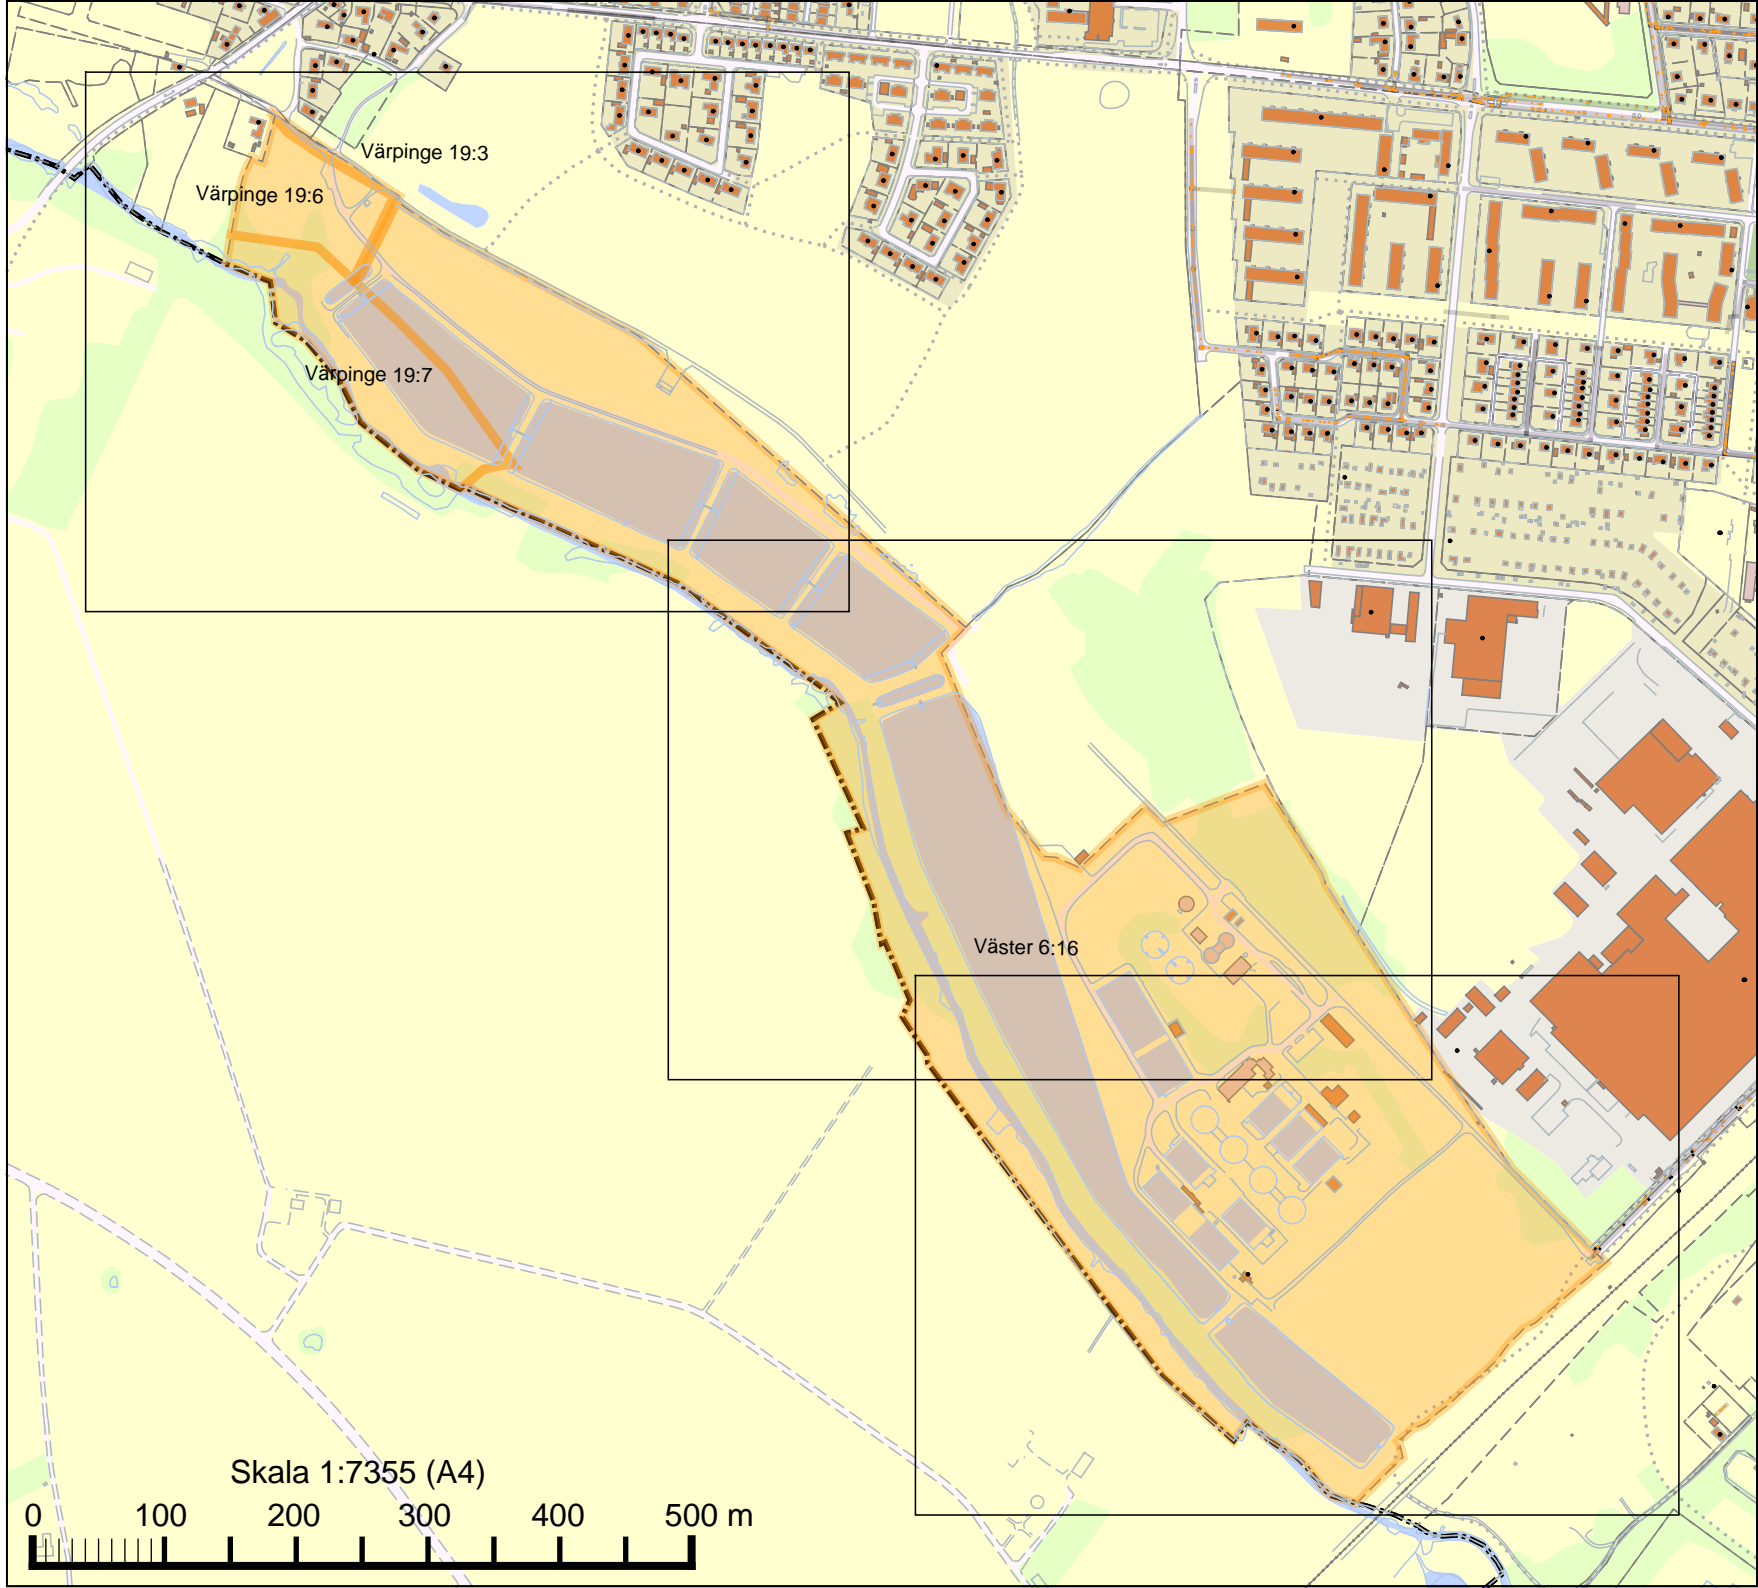 Värpinge 19:3
Värpinge 19:6
Värpinge 19:7
Väster 6:16
Skala 1:7355 (A4)
0 100 200 300 400 500 m